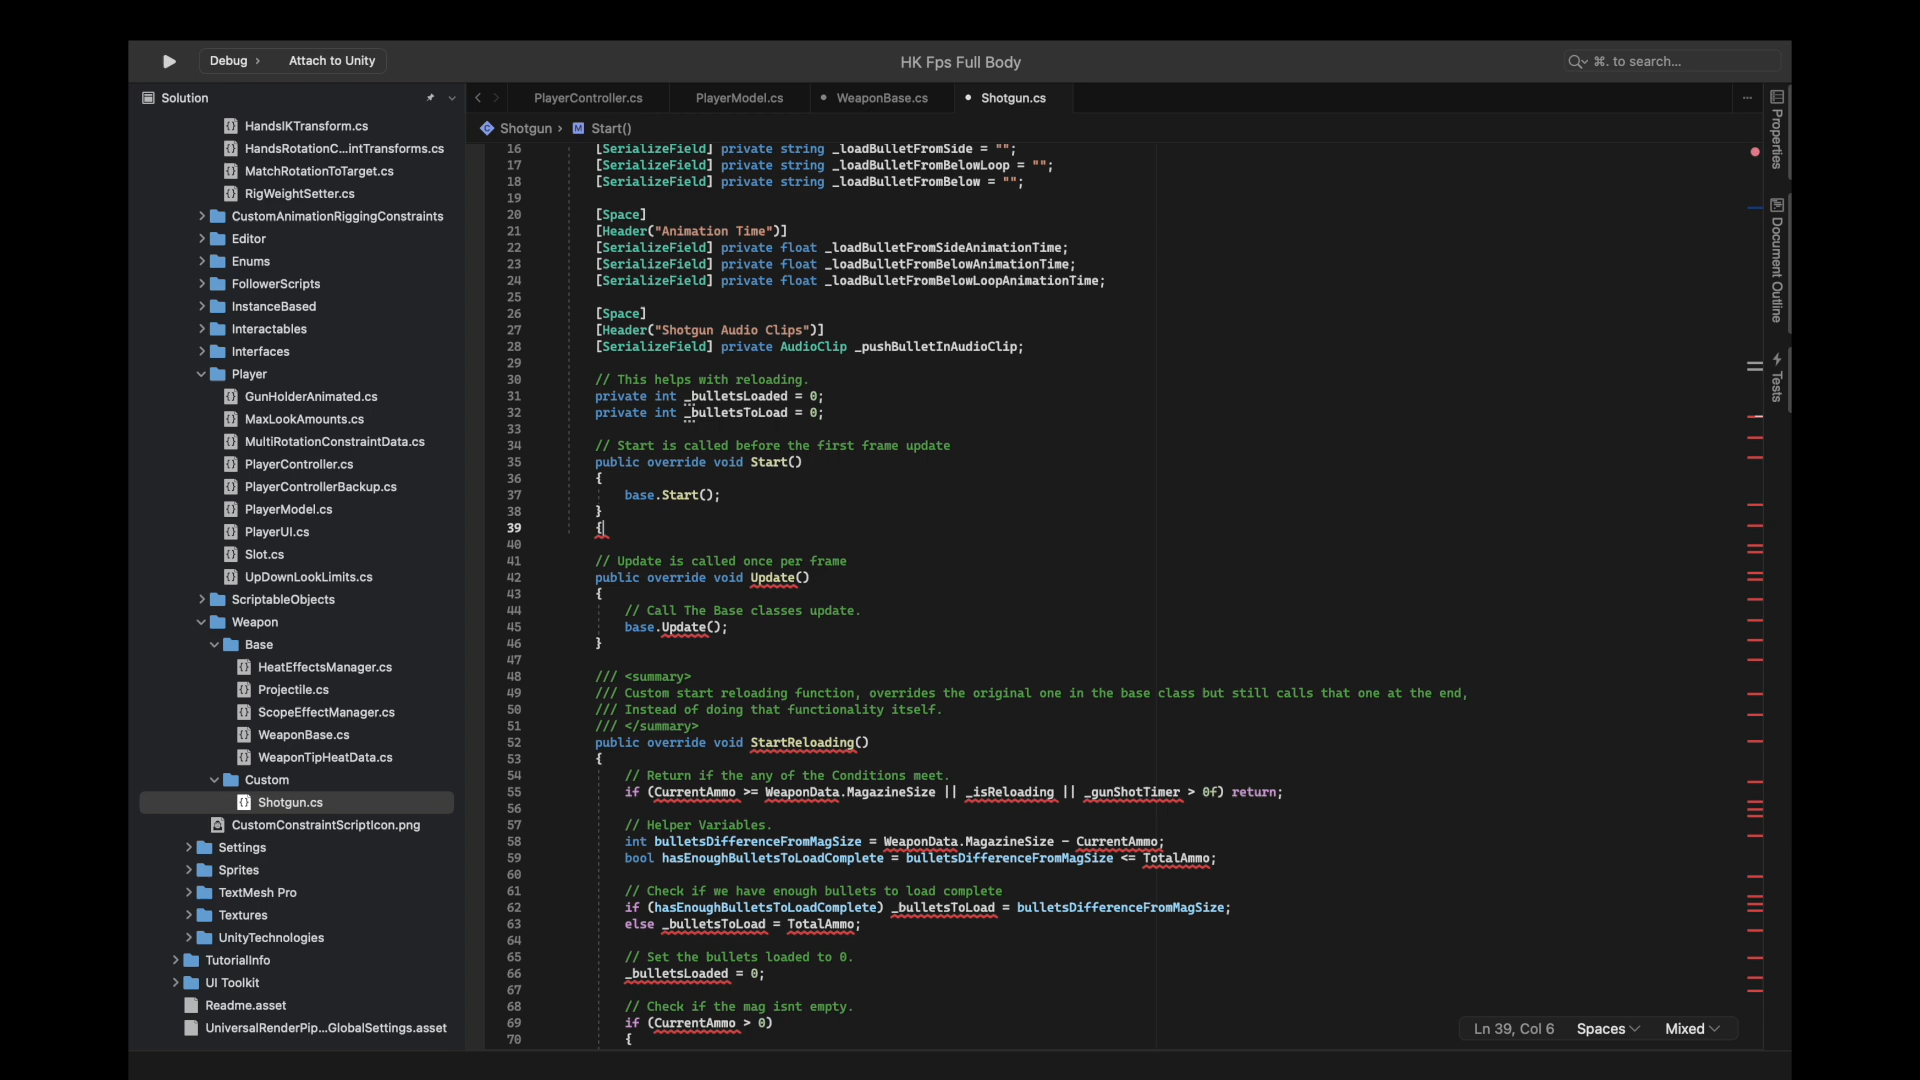 Debug › Attach to Unity
HK Fps Full Body
⌘. to search...
Solution
HandsIKTransform.cs
HandsRotationC...intTransforms.cs
MatchRotationToTarget.cs
RigWeightSetter.cs
CustomAnimationRiggingConstraints
Editor
Enums
FollowerScripts
InstanceBased
Interactables
Interfaces
Player
GunHolderAnimated.cs
MaxLookAmounts.cs
MultiRotationConstraintData.cs
PlayerController.cs
PlayerControllerBackup.cs
PlayerModel.cs
PlayerUI.cs
Slot.cs
UpDownLookLimits.cs
ScriptableObjects
Weapon
Base
HeatEffectsManager.cs
Projectile.cs
ScopeEffectManager.cs
WeaponBase.cs
WeaponTipHeatData.cs
Custom
Shotgun.cs
CustomConstraintScriptIcon.png
Settings
Sprites
TextMesh Pro
Textures
UnityTechnologies
TutorialInfo
UI Toolkit
Readme.asset
UniversalRenderPip...GlobalSettings.asset
PlayerController.cs PlayerModel.cs WeaponBase.cs Shotgun.cs
Shotgun › M Start()
16 [SerializeField] private string _loadBulletFromSide = "";
17 [SerializeField] private string _loadBulletFromBelowLoop = "";
18 [SerializeField] private string _loadBulletFromBelow = "";
19
20 [Space]
21 [Header("Animation Time")]
22 [SerializeField] private float _loadBulletFromSideAnimationTime;
23 [SerializeField] private float _loadBulletFromBelowAnimationTime;
24 [SerializeField] private float _loadBulletFromBelowLoopAnimationTime;
25
26 [Space]
27 [Header("Shotgun Audio Clips")]
28 [SerializeField] private AudioClip _pushBulletInAudioClip;
29
30 // This helps with reloading.
31 private int _bulletsLoaded = 0;
32 private int _bulletsToLoad = 0;
33
34 // Start is called before the first frame update
35 public override void Start()
36 {
37 base.Start();
38 }
39 {
40
41 // Update is called once per frame
42 public override void Update()
43 {
44 // Call The Base classes update.
45 base.Update();
46 }
47
48 /// <summary>
49 /// Custom start reloading function, overrides the original one in the base class but still calls that one at the end,
50 /// Instead of doing that functionality itself.
51 /// </summary>
52 public override void StartReloading()
53 {
54 // Return if the any of the Conditions meet.
55 if (CurrentAmmo >= WeaponData.MagazineSize || _isReloading || _gunShotTimer > 0f) return;
56
57 // Helper Variables.
58 int bulletsDifferenceFromMagSize = WeaponData.MagazineSize - CurrentAmmo;
59 bool hasEnoughBulletsToLoadComplete = bulletsDifferenceFromMagSize <= TotalAmmo;
60
61 // Check if we have enough bullets to load complete
62 if (hasEnoughBulletsToLoadComplete) _bulletsToLoad = bulletsDifferenceFromMagSize;
63 else _bulletsToLoad = TotalAmmo;
64
65 // Set the bullets loaded to 0.
66 _bulletsLoaded = 0;
67
68 // Check if the mag isnt empty.
69 if (CurrentAmmo > 0)
70 {
Ln 39, Col 6 Spaces Mixed
Properties
Document Outline
Tests